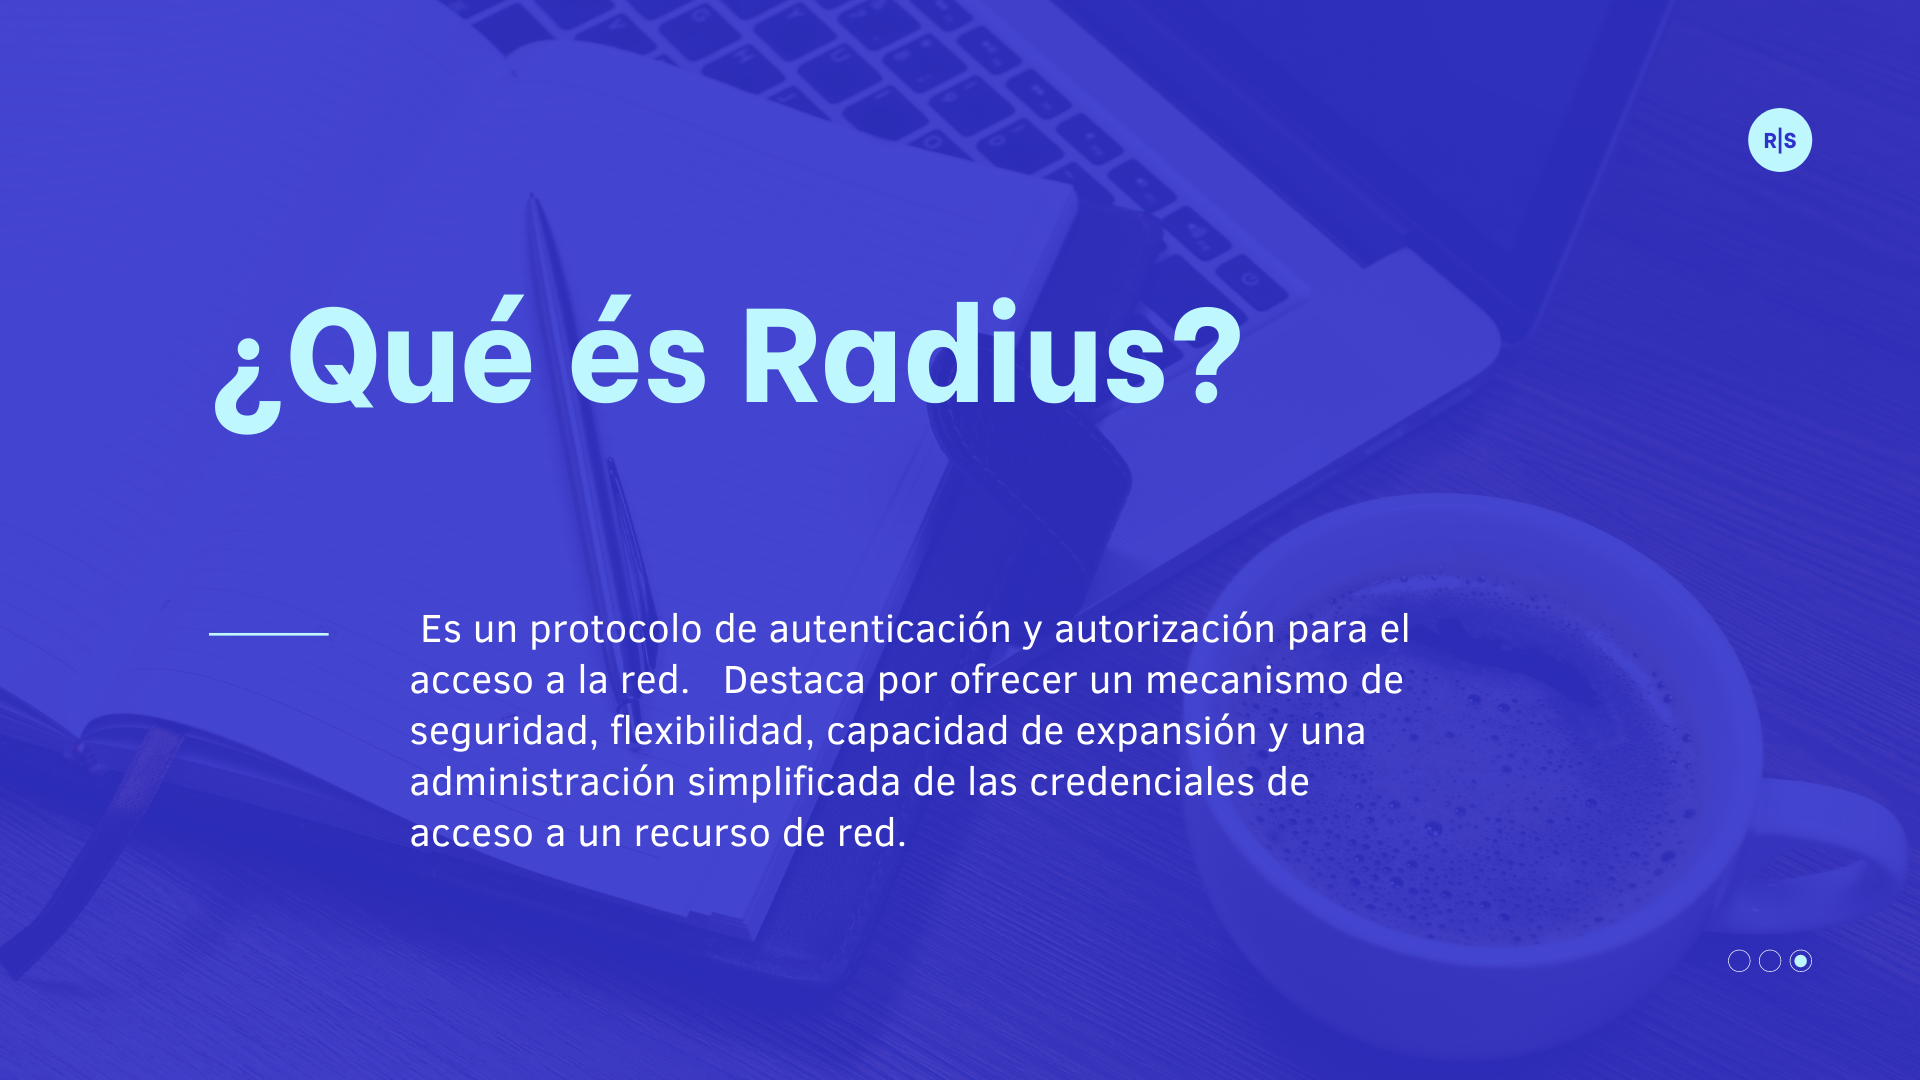 R|S
¿Qué és Radius?
Es un protocolo de autenticación y autorización para el
acceso a la red.   Destaca por ofrecer un mecanismo de
seguridad, flexibilidad, capacidad de expansión y una
administración simplificada de las credenciales de
acceso a un recurso de red.